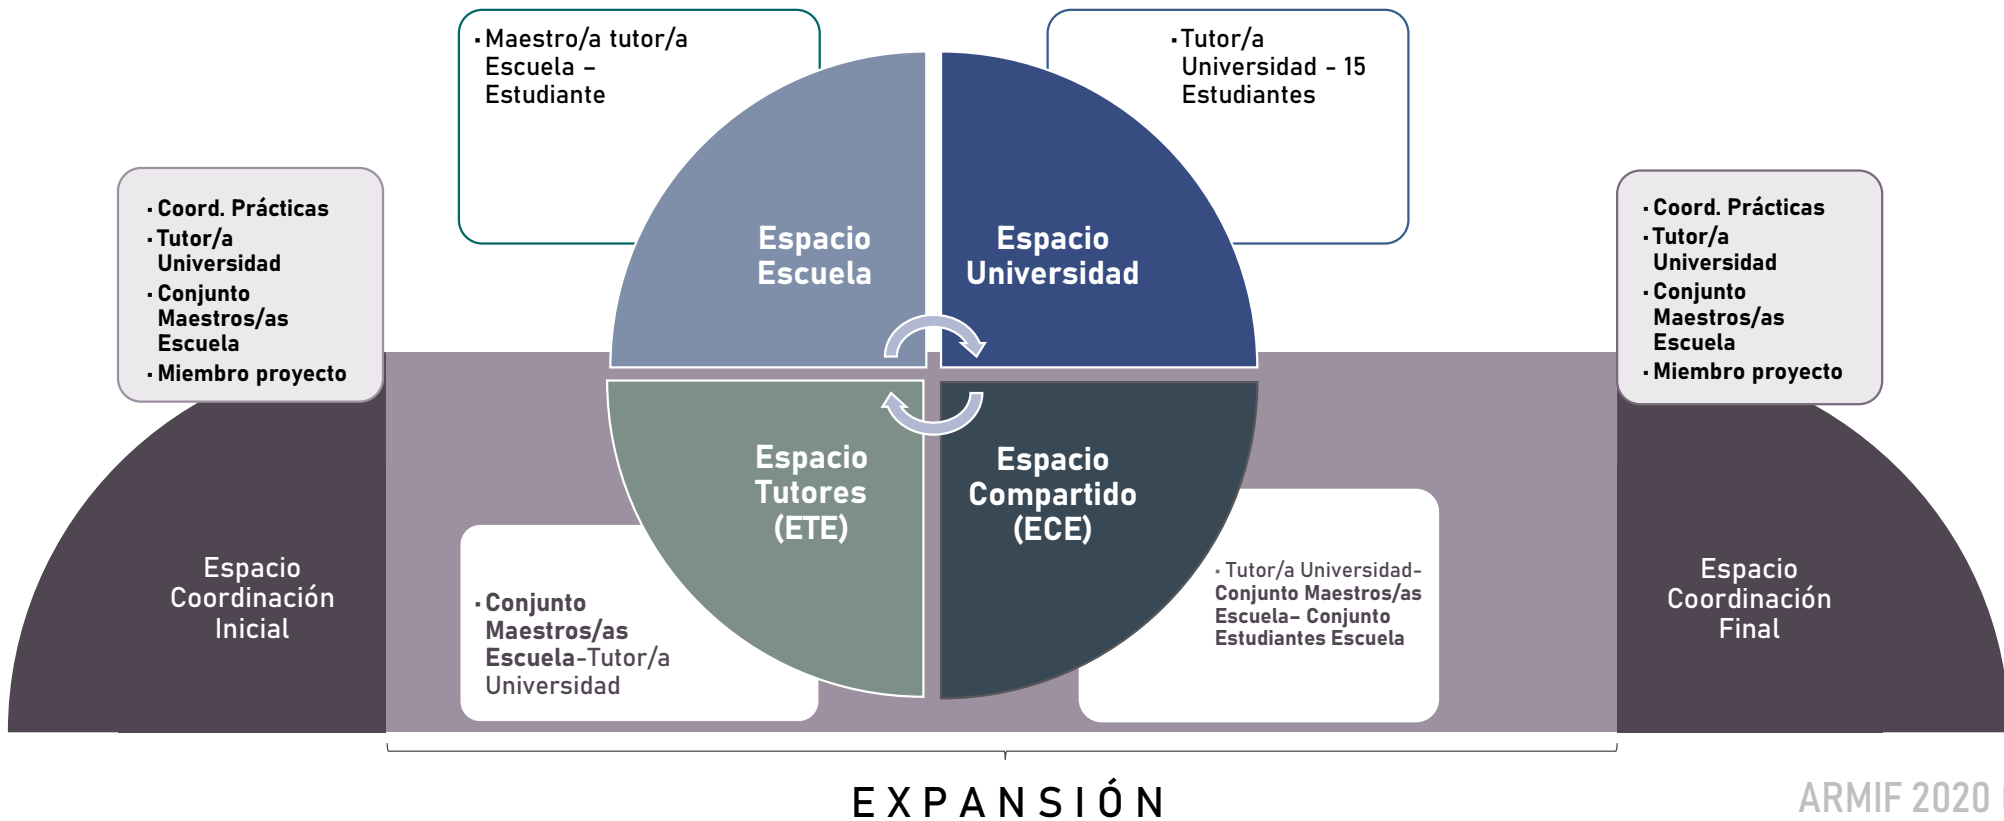 · Maestro/a tutor/a
Escuela –
Estudiante
· Tutor/a
Universidad - 15
Estudiantes
· Coord. Prácticas
· Tutor/a
Universidad
· Conjunto
Maestros/as
Escuela
· Miembro proyecto
· Coord. Prácticas
· Tutor/a
Universidad
· Conjunto
Maestros/as
Escuela
· Miembro proyecto
Espacio
Escuela
Espacio
Universidad
Espacio
Tutores
(ETE)
Espacio
Compartido
(ECE)
Espacio
Coordinación
Inicial
· Conjunto
Maestros/as
Escuela-Tutor/a
Universidad
· Tutor/a Universidad-
Conjunto Maestros/as
Escuela– Conjunto
Estudiantes Escuela
Espacio
Coordinación
Final
EXPANSIÓN
ARMIF 2020